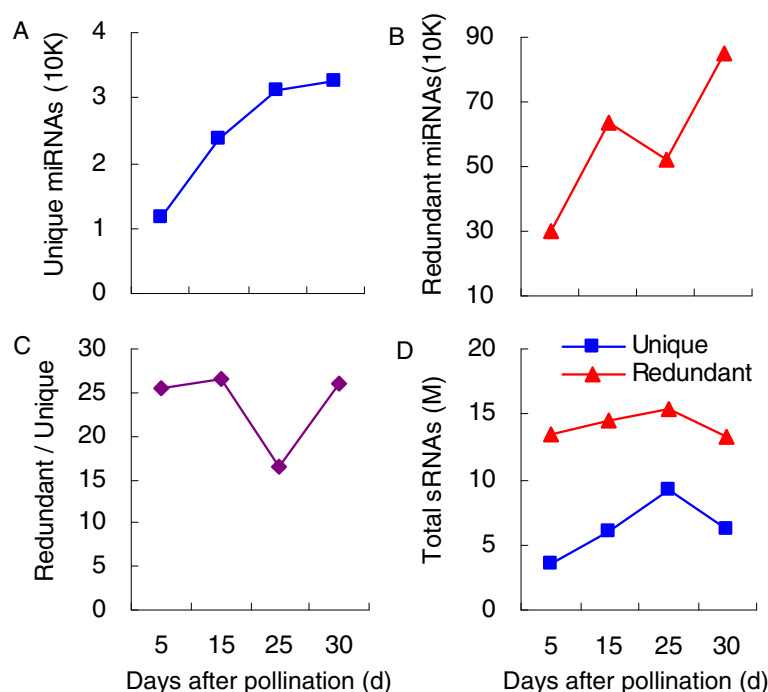 A
Unique miRNAs (10K)
4
3
2
1
0
B
Redundant miRNAs(10K)
90
70
50
30
10
C
Redundant / Unique
30
25
20
15
10
5
0
5 15 25 30
Days after pollination (d)
D
Unique
Redundant
Total sRNAs (M)
20
15
10
5
0
5 15 25 30
Days after pollination (d)